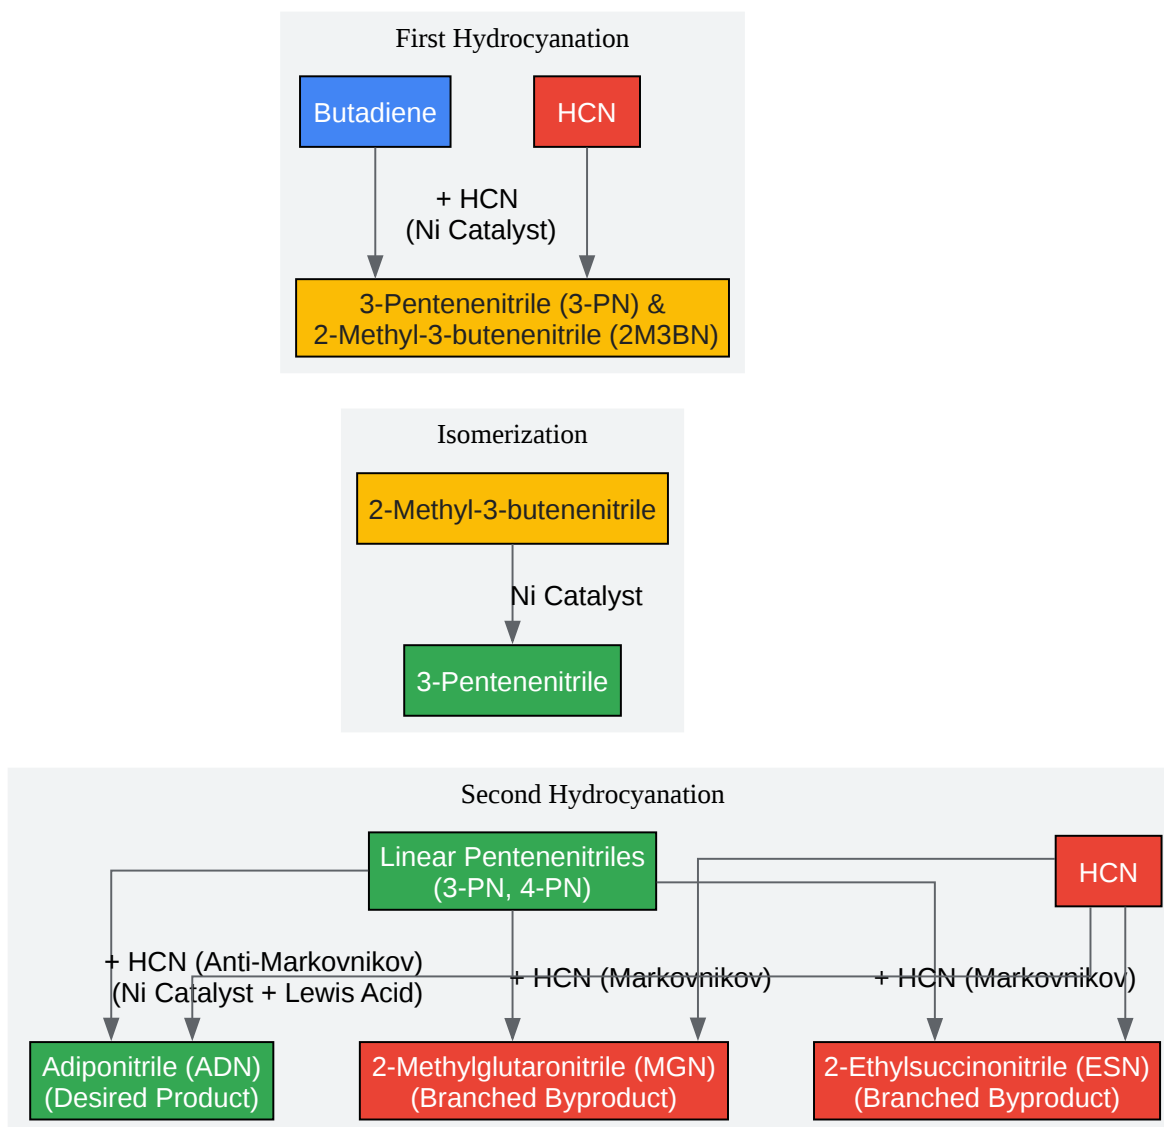 First Hydrocyanation
Butadiene
HCN
+ HCN
(Ni Catalyst)
3-Pentenenitrile (3-PN) &
2-Methyl-3-butenenitrile (2M3BN)
Isomerization
2-Methyl-3-butenenitrile
Ni Catalyst
3-Pentenenitrile
Second Hydrocyanation
Linear Pentenenitriles
(3-PN, 4-PN)
HCN
+ HCN (Anti-Markovnikov)
(Ni Catalyst + Lewis Acid)
+ HCN (Markovnikov)
+ HCN (Markovnikov)
Adiponitrile (ADN)
(Desired Product)
2-Methylglutaronitrile (MGN)
(Branched Byproduct)
2-Ethylsuccinonitrile (ESN)
(Branched Byproduct)